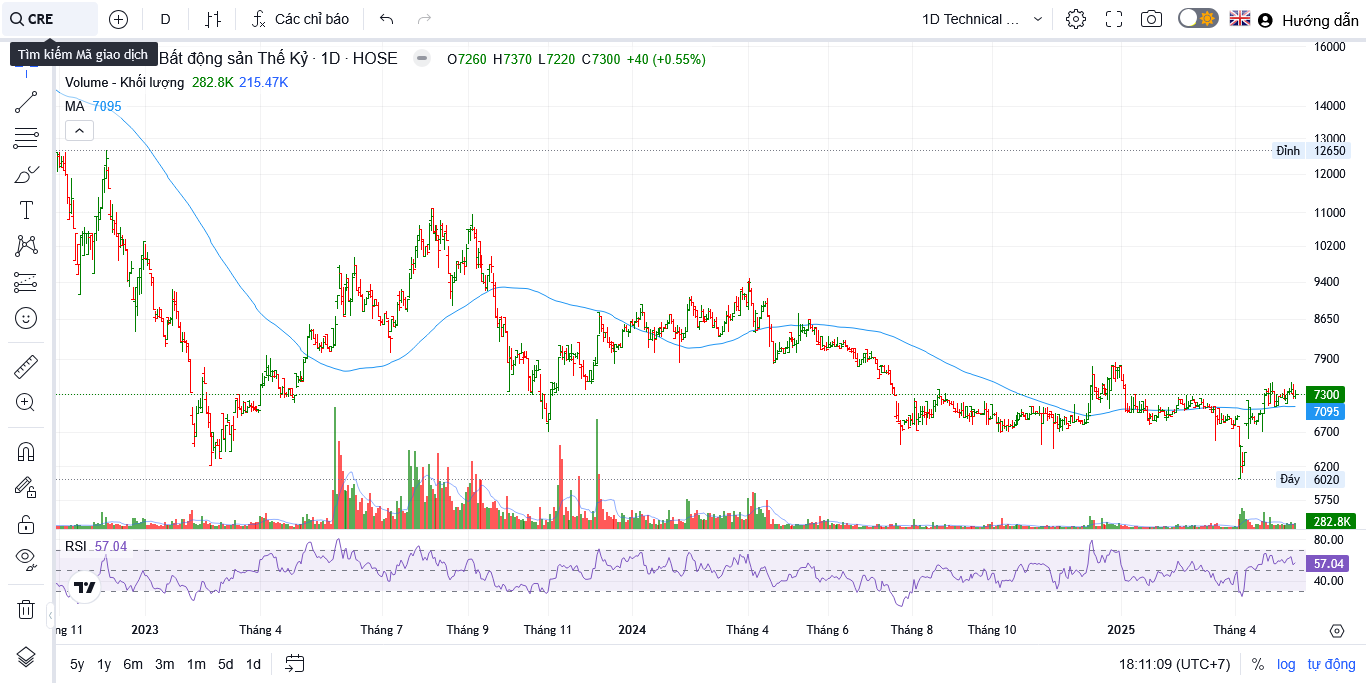 CRE
D
Các chỉ báo
1D Technical ...
Hướng dẫn
Tìm kiếm Mã giao dịch
Bất động sản Thế Kỷ · 1D · HOSE
O7260 H7370 L7220 C7300 +40 (+0.55%)
Volume - Khối lượng 282.8K 215.47K
MA 7095
16000
14000
13000
Đỉnh 12650
12000
11000
10200
9400
8650
7900
7300
7095
6700
6200
Đáy 6020
5750
282.8K
RSI 57.04
80.00
57.04
40.00
ng 11 2023 Tháng 4 Tháng 7 Tháng 9 Tháng 11 2024 Tháng 4 Tháng 6 Tháng 8 Tháng 10 2025 Tháng 4
5y 1y 6m 3m 1m 5d 1d
18:11:09 (UTC+7) % log tự động